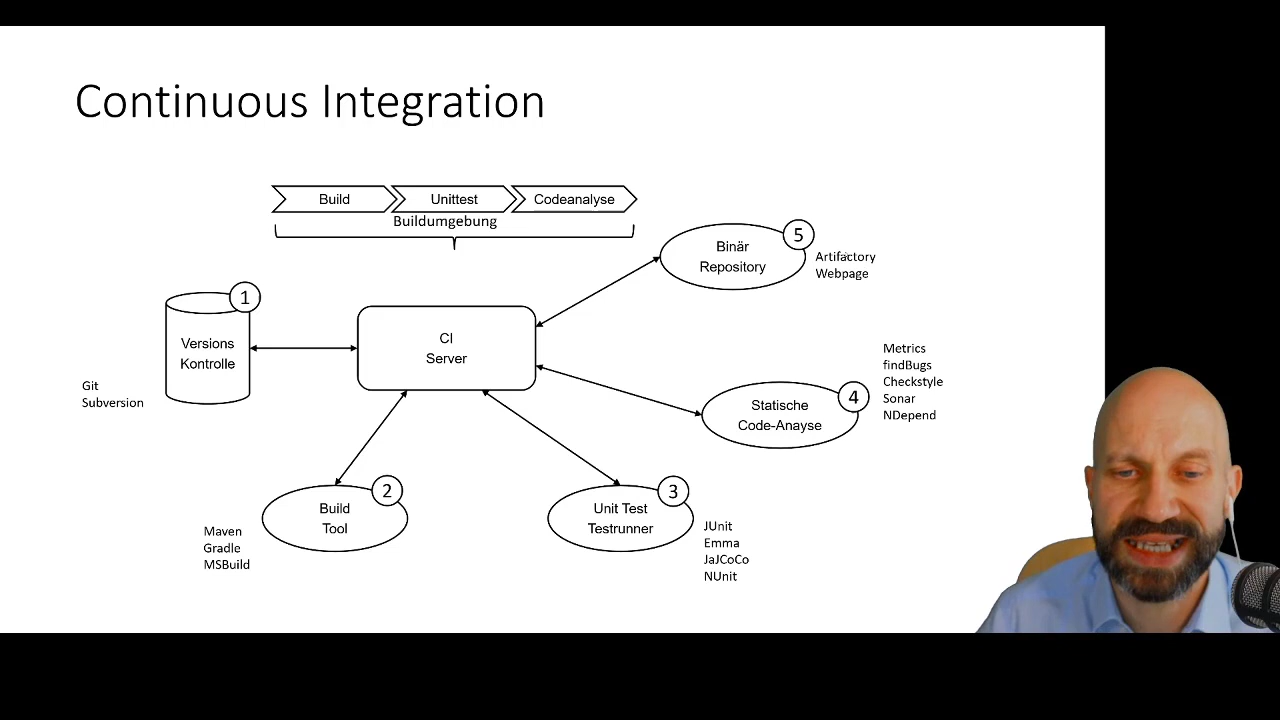 Continuous Integration
Build
Unittest
Codeanalyse
Buildumgebung
1
Versions
Kontrolle
Git
Subversion
CI
Server
5
Binär
Repository
Artifactory
Webpage
4
Statische
Code-Anayse
Metrics
findBugs
Checkstyle
Sonar
NDepend
2
Build
Tool
Maven
Gradle
MSBuild
3
Unit Test
Testrunner
JUnit
Emma
JaJCoCo
NUnit